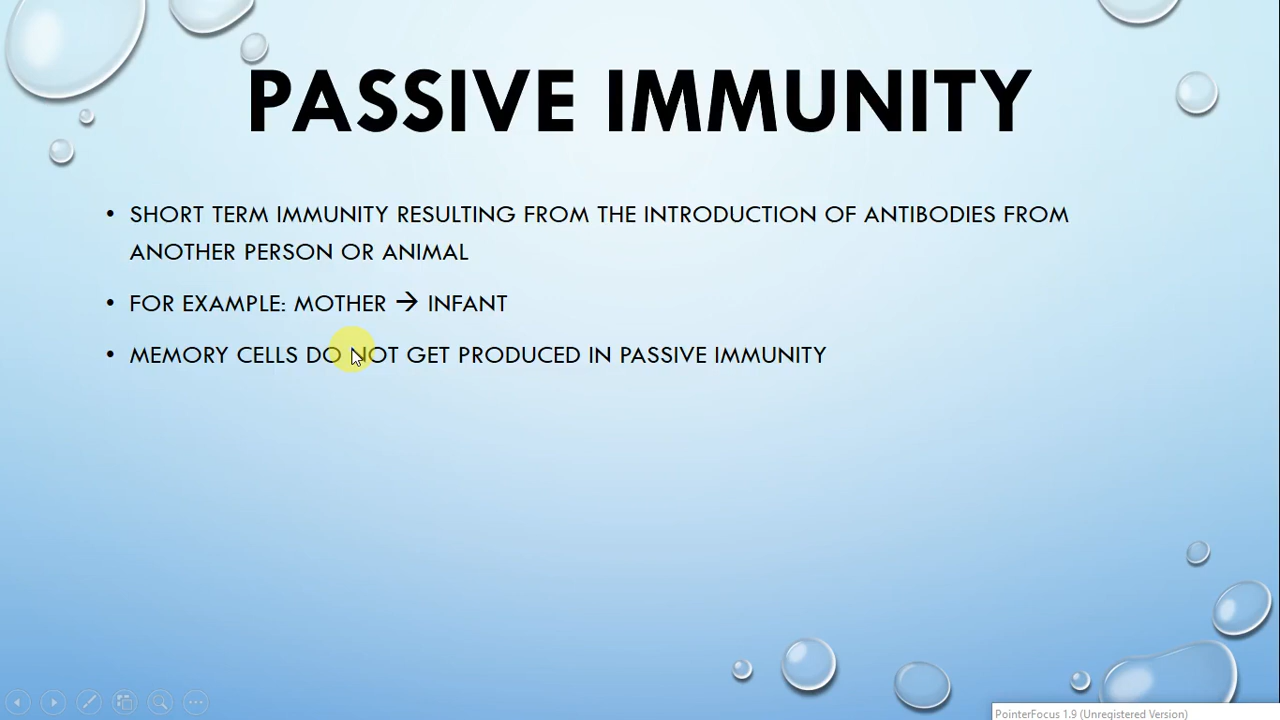 PASSIVE IMMUNITY
• SHORT TERM IMMUNITY RESULTING FROM THE INTRODUCTION OF ANTIBODIES FROM
ANOTHER PERSON OR ANIMAL
• FOR EXAMPLE: MOTHER → INFANT
• MEMORY CELLS DO NOT GET PRODUCED IN PASSIVE IMMUNITY
PointerFocus 1.9 (Unregistered Version)